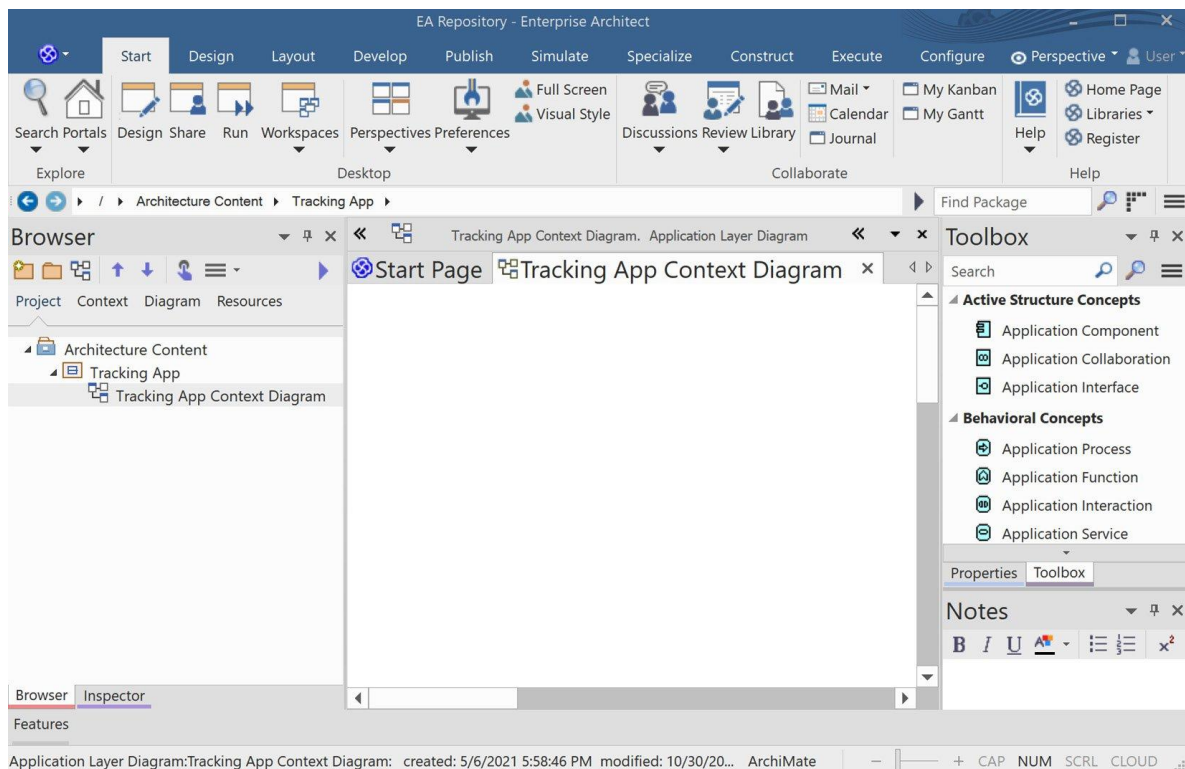 EA Repository - Enterprise Architect
Start Design Layout Develop Publish Simulate Specialize Construct Execute Configure Perspective User
Search Portals Design Share Run Workspaces Perspectives Preferences Full Screen Visual Style Discussions Review Library Mail Calendar Journal My Kanban My Gantt Help Home Page Libraries Register
Explore Desktop Collaborate Help
/ Architecture Content Tracking App Find Package
Browser
Project Context Diagram Resources
Architecture Content
Tracking App
Tracking App Context Diagram
Browser Inspector
Tracking App Context Diagram. Application Layer Diagram
Start Page Tracking App Context Diagram
Toolbox
Search
Active Structure Concepts
Application Component
Application Collaboration
Application Interface
Behavioral Concepts
Application Process
Application Function
Application Interaction
Application Service
Properties Toolbox
Notes
B I U A x²
Features
Application Layer Diagram:Tracking App Context Diagram: created: 5/6/2021 5:58:46 PM modified: 10/30/20... ArchiMate - + CAP NUM SCRL CLOUD